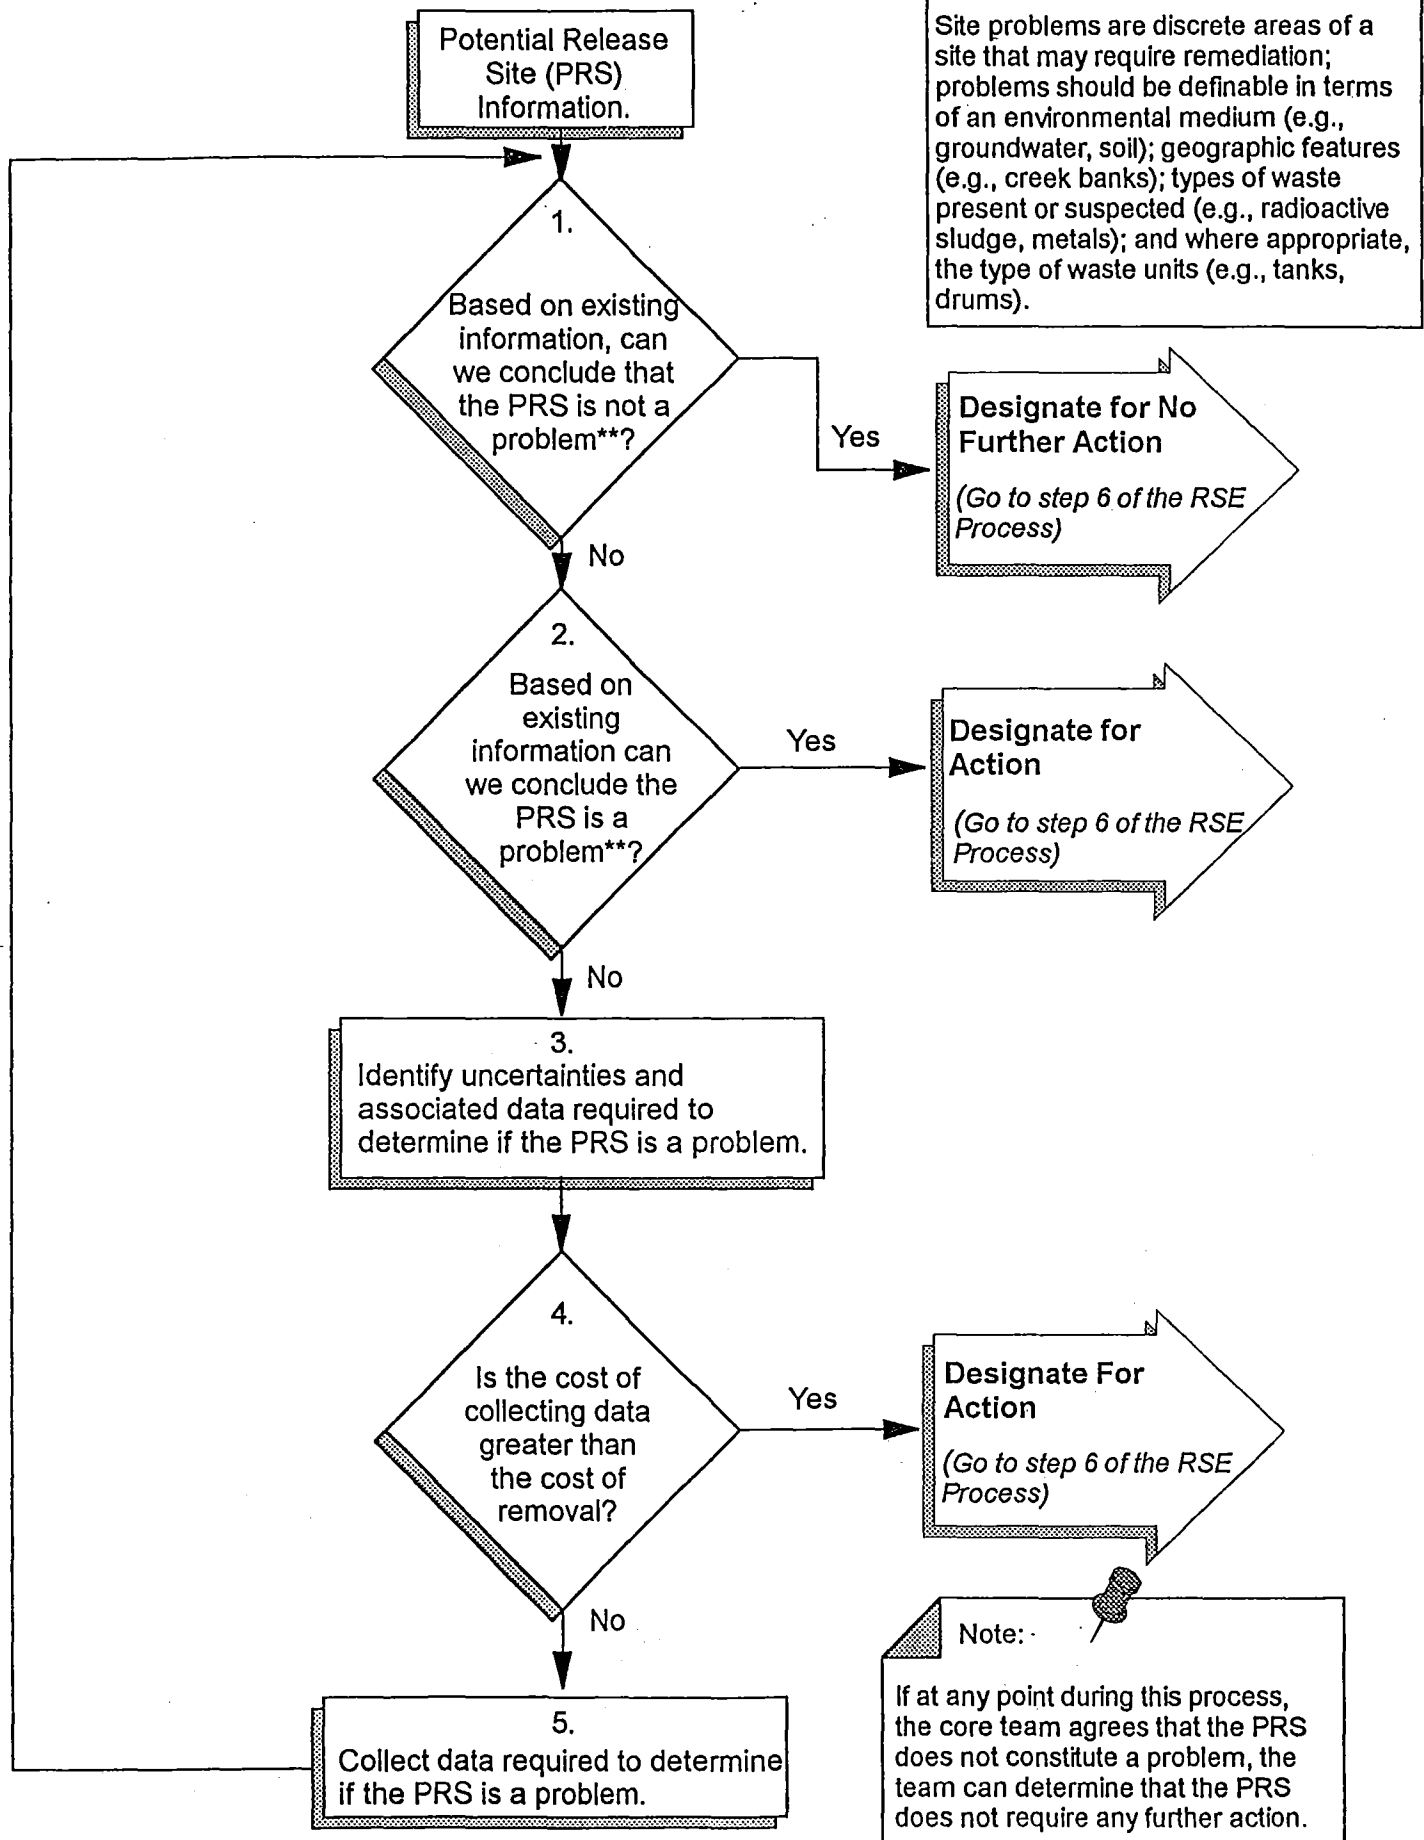 Potential Release
Site (PRS)
Information.
Site problems are discrete areas of a
site that may require remediation;
problems should be definable in terms
of an environmental medium (e.g.,
groundwater, soil); geographic features
(e.g., creek banks); types of waste
present or suspected (e.g., radioactive
sludge, metals); and where appropriate,
the type of waste units (e.g., tanks,
drums).
1.
Based on existing
information, can
we conclude that
the PRS is not a
problem**?
Yes
Designate for No
Further Action
(Go to step 6 of the RSE
Process)
No
2.
Based on
existing
information can
we conclude the
PRS is a
problem**?
Yes
Designate for
Action
(Go to step 6 of the RSE
Process)
No
3.
Identify uncertainties and
associated data required to
determine if the PRS is a problem.
4.
Is the cost of
collecting data
greater than
the cost of
removal?
Yes
Designate For
Action
(Go to step 6 of the RSE
Process)
No
5.
Collect data required to determine
if the PRS is a problem.
Note:
If at any point during this process,
the core team agrees that the PRS
does not constitute a problem, the
team can determine that the PRS
does not require any further action.